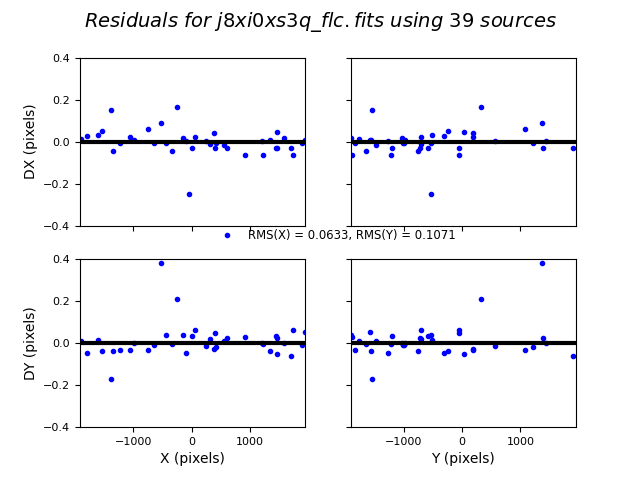 Residuals for j8xi0xs3q_flc.fits using 39 sources
0.4
0.2
0.0
−0.2
−0.4
DX (pixels)
RMS(X) = 0.0633, RMS(Y) = 0.1071
0.4
0.2
0.0
−0.2
−0.4
DY (pixels)
−1000 0 1000
−1000 0 1000
X (pixels)
Y (pixels)